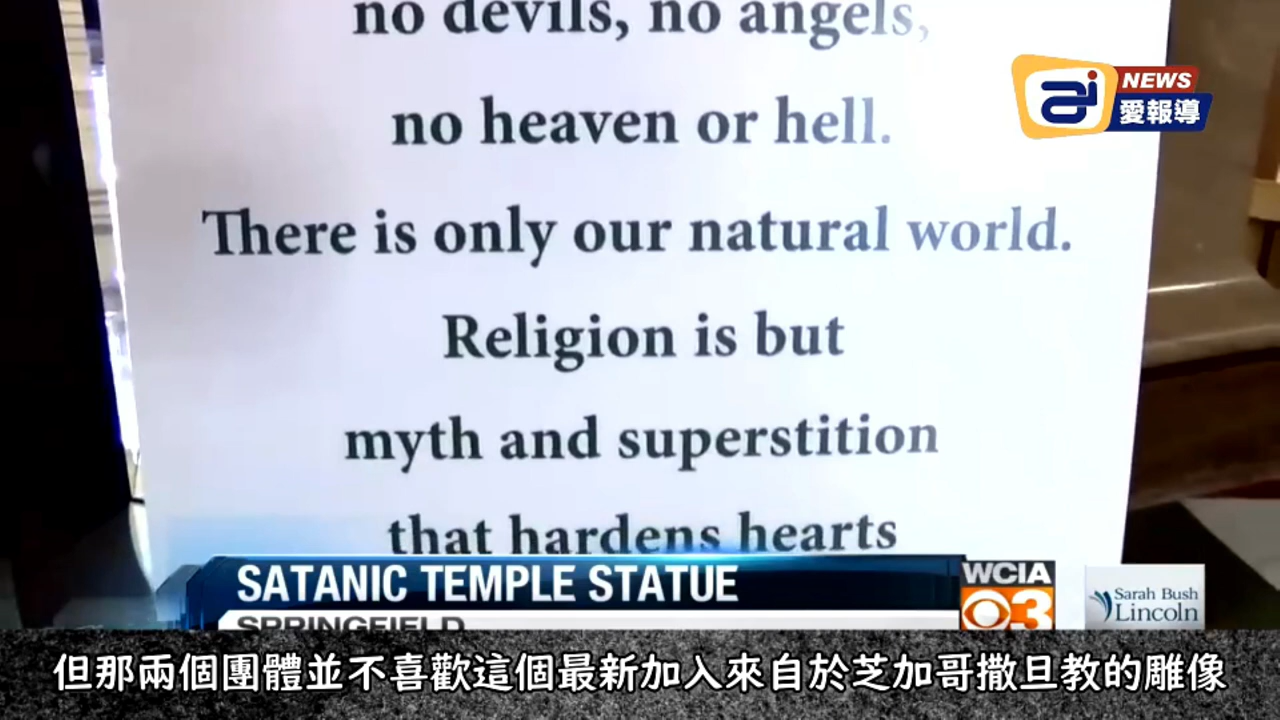 no devils, no angels,
no heaven or hell.
There is only our natural world.
Religion is but
myth and superstition
that hardens hearts
ai NEWS
愛報導
SATANIC TEMPLE STATUE
SPRINGFIELD
WCIA
3
Sarah Bush
Lincoln
但那兩個團體並不喜歡這個最新加入來自於芝加哥撒旦教的雕像